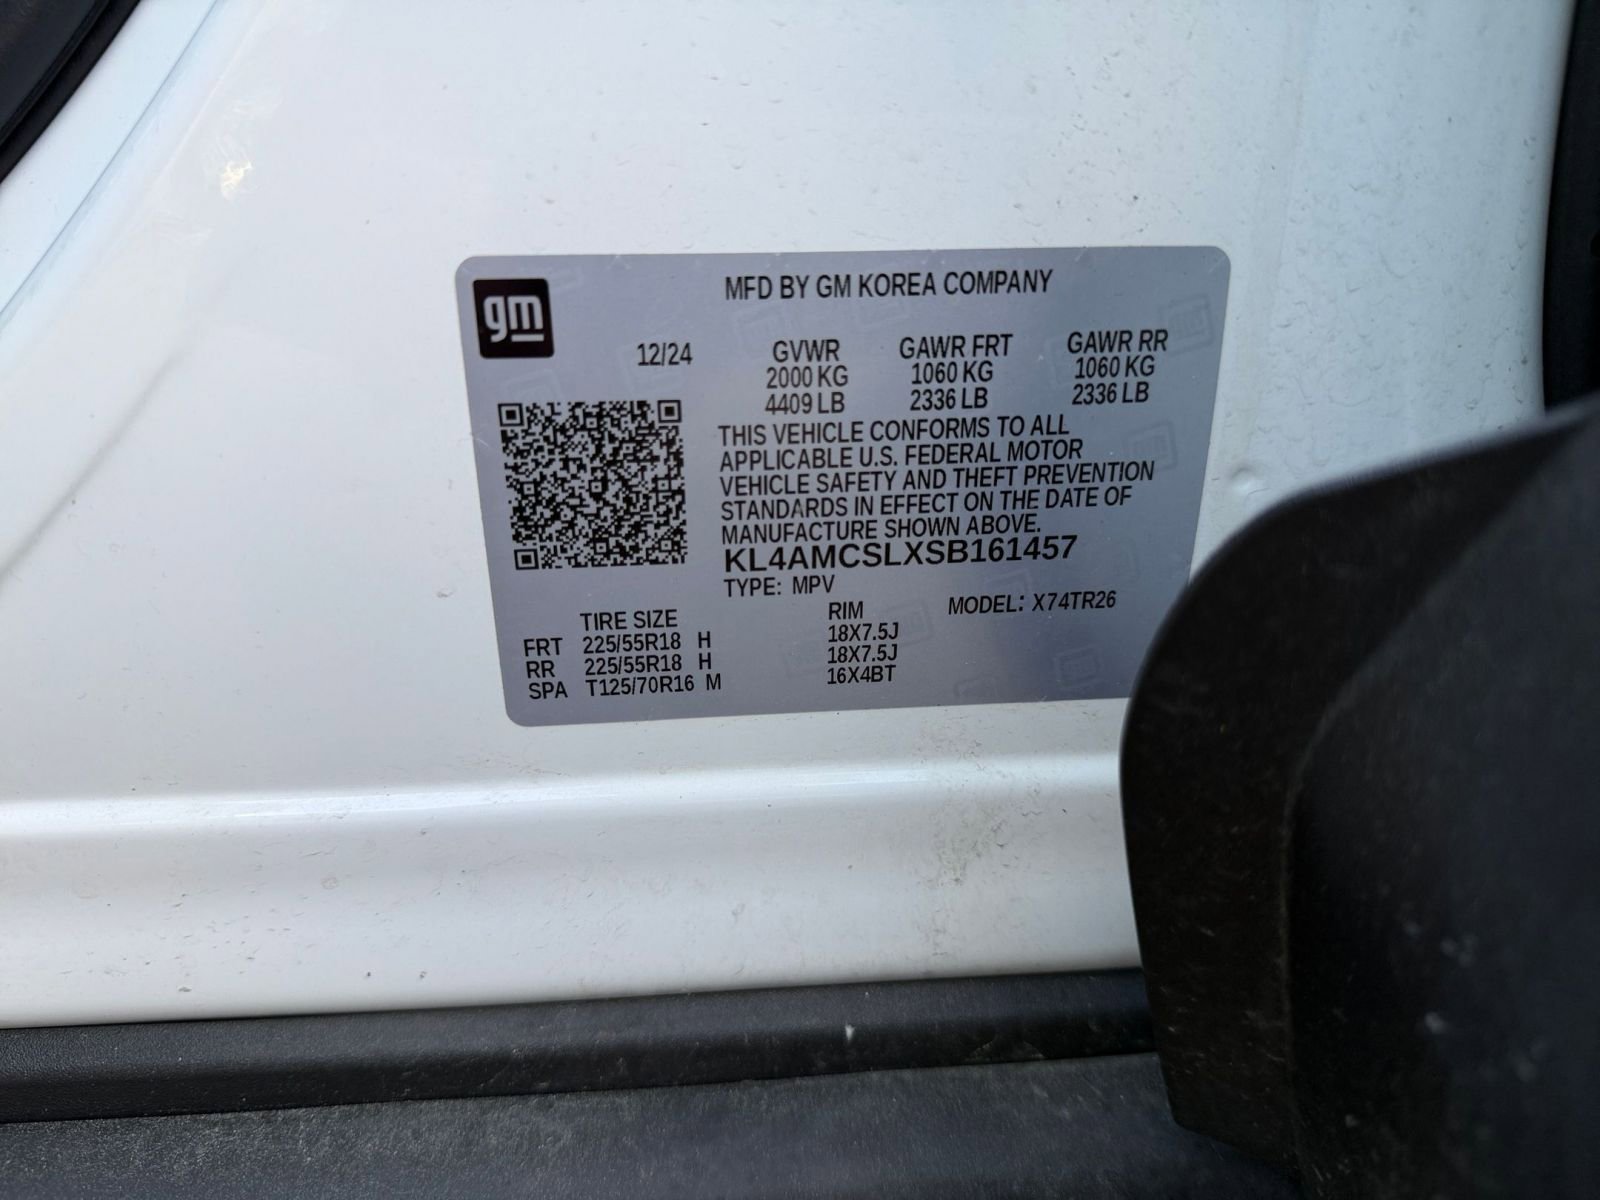 gm
MFD BY GM KOREA COMPANY
12/24
GVWR GAWR FRT GAWR RR
2000 KG 1060 KG 1060 KG
4409 LB 2336 LB 2336 LB
THIS VEHICLE CONFORMS TO ALL
APPLICABLE U.S. FEDERAL MOTOR
VEHICLE SAFETY AND THEFT PREVENTION
STANDARDS IN EFFECT ON THE DATE OF
MANUFACTURE SHOWN ABOVE.
KL4AMCSLXSB161457
TYPE: MPV
TIRE SIZE RIM MODEL: X74TR26
FRT 225/55R18 H 18X7.5J
RR 225/55R18 H 18X7.5J
SPA T125/70R16 M 16X4BT